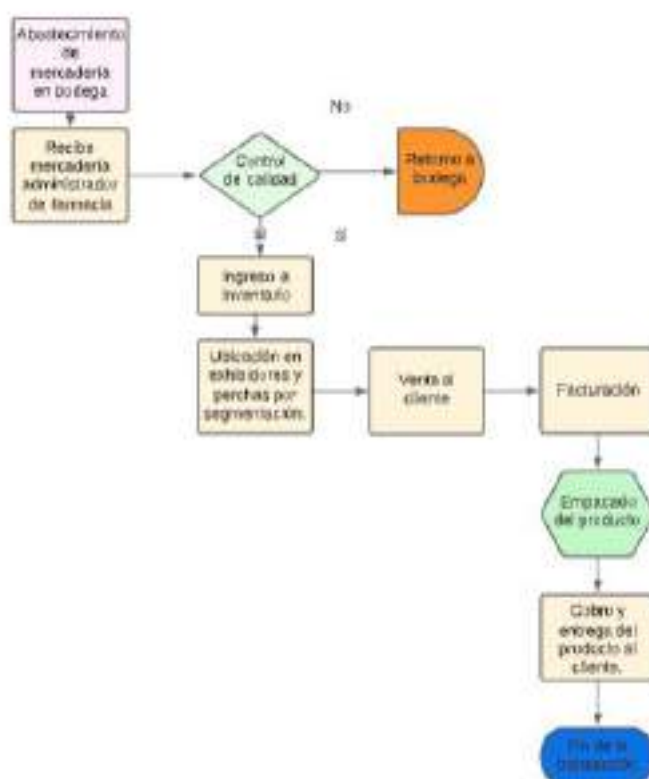 Abastecimiento
de
mercadería
en bodega
Recibe
mercadería
administrador
de farmacia
Control
de calidad
No
Retorno a
bodega
Si
Ingreso a
inventario
Ubicación en
exhibidores y
perchas por
segmentación.
Venta al
cliente
Facturación
Empacado
del producto
Cobro y
entrega del
producto al
cliente.
Fin de la
transacción